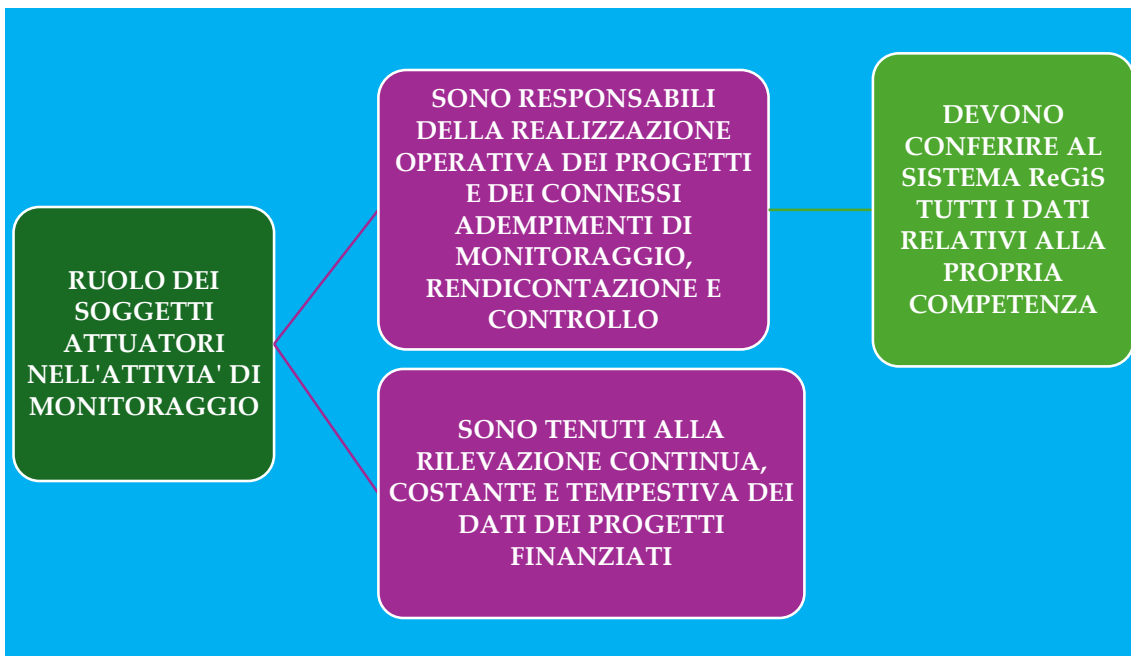 RUOLO DEI
SOGGETTI
ATTUATORI
NELL'ATTIVIA' DI
MONITORAGGIO
SONO RESPONSABILI
DELLA REALIZZAZIONE
OPERATIVA DEI PROGETTI
E DEI CONNESSI
ADEMPIMENTI DI
MONITORAGGIO,
RENDICONTAZIONE E
CONTROLLO
DEVONO
CONFERIRE AL
SISTEMA ReGiS
TUTTI I DATI
RELATIVI ALLA
PROPRIA
COMPETENZA
SONO TENUTI ALLA
RILEVAZIONE CONTINUA,
COSTANTE E TEMPESTIVA DEI
DATI DEI PROGETTI
FINANZIATI